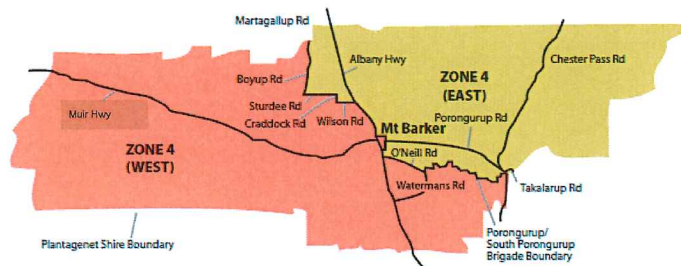 Martagallup Rd
Albany Hwy
Chester Pass Rd
Boyup Rd
ZONE 4
(EAST)
Sturdee Rd
Muir Hwy
Craddock Rd
Wilson Rd
Mt Barker
Porongurup Rd
ZONE 4
(WEST)
O'Neill Rd
Watermans Rd
Takalarup Rd
Plantagenet Shire Boundary
Porongurup/
South Porongurup
Brigade Boundary